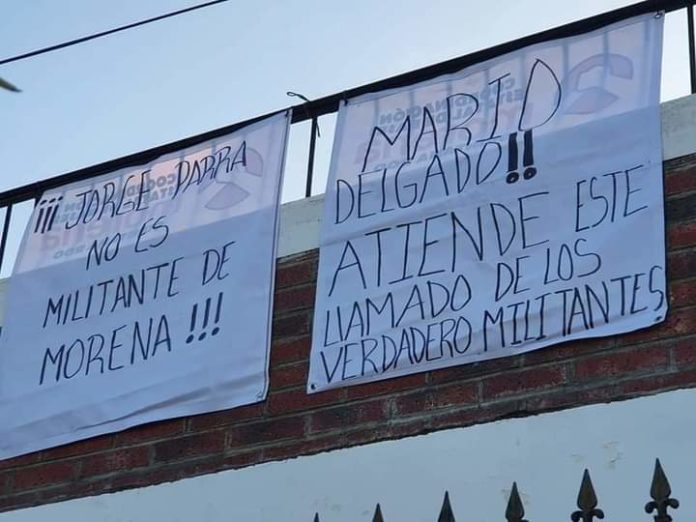 ¡¡¡ JORGE PARRA
NO ES
MILITANTE DE
MORENA !!!
MARIO
DELGADO!!
ATIENDE ESTE
LLAMADO DE LOS
VERDADERO MILITANTES